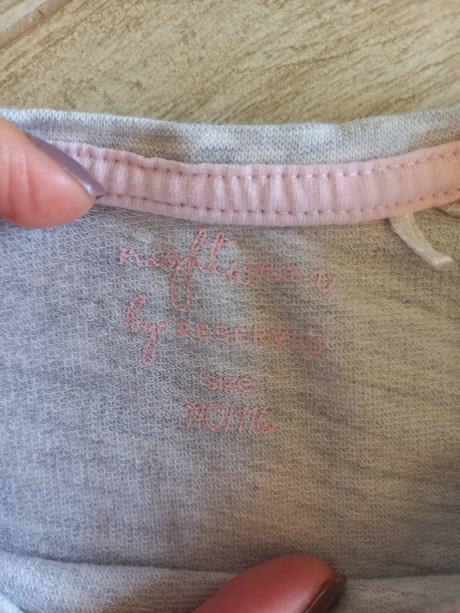 nightwear
by RESERVED
size
110/116